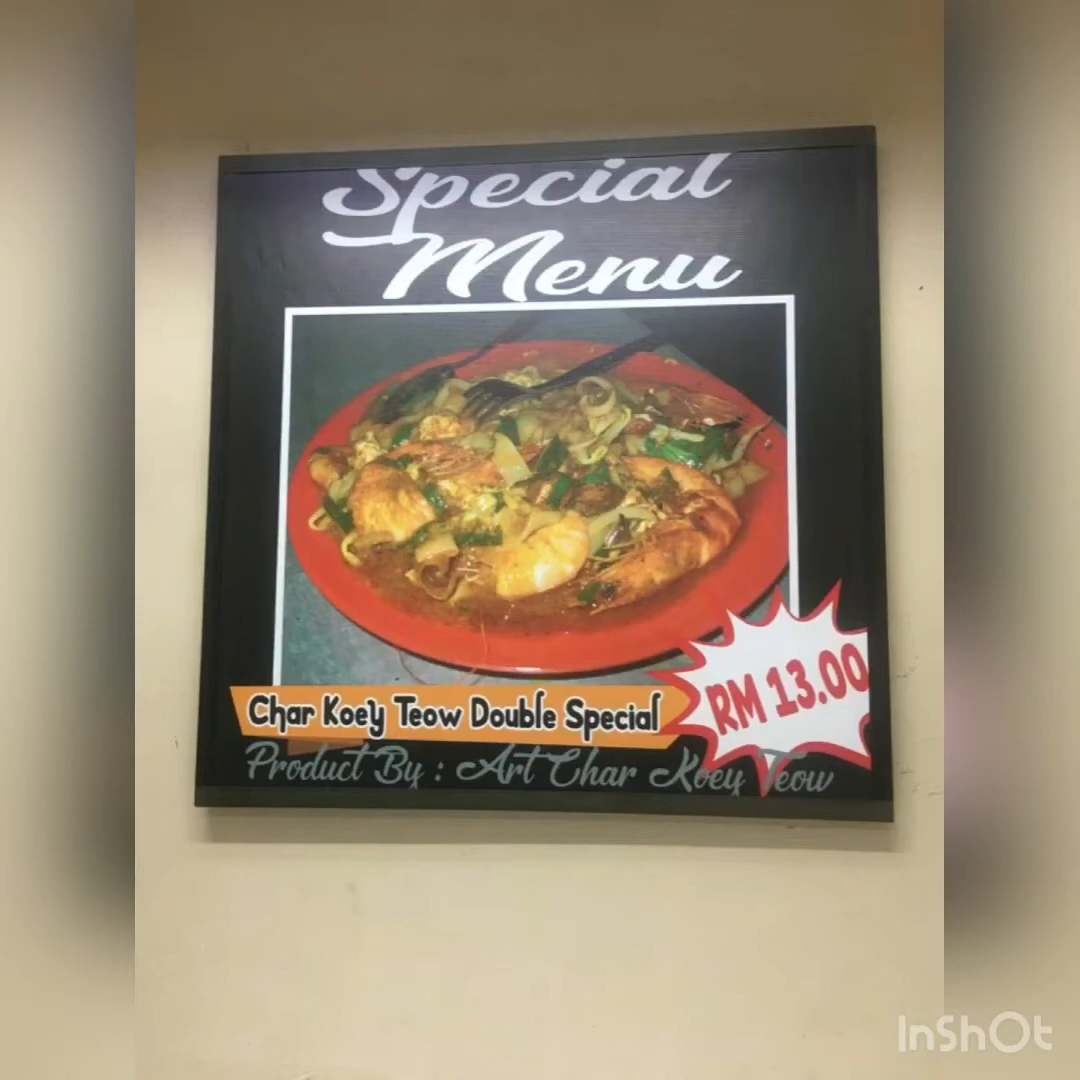 Special
Menu
Char Koey Teow Double Special
RM 13.00
Product By : Art Char Koey Teow
InShOt